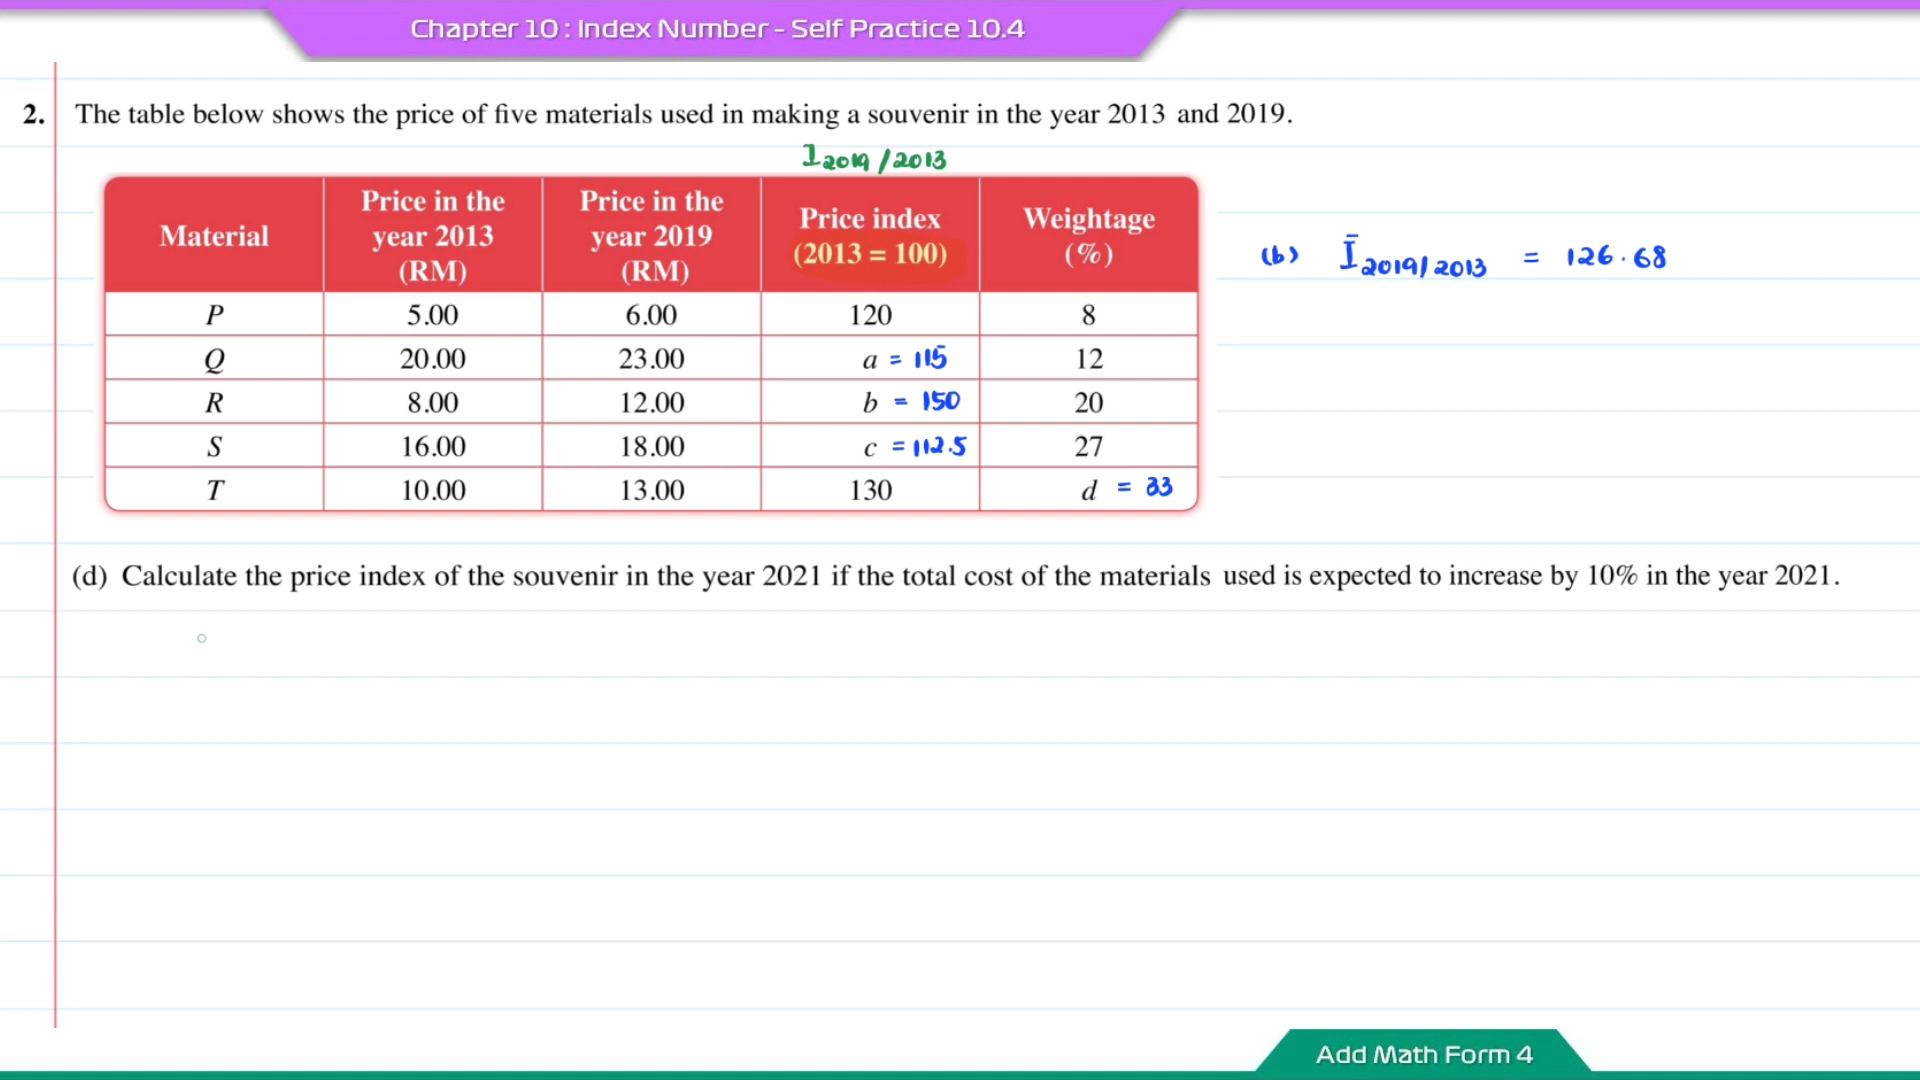 Chapter 10 : Index Number - Self Practice 10.4
2. The table below shows the price of five materials used in making a souvenir in the year 2013 and 2019.
I2019/2013
Material | Price in the year 2013 (RM) | Price in the year 2019 (RM) | Price index (2013 = 100) | Weightage (%)
P 5.00 6.00 120 8
Q 20.00 23.00 a = 115 12
R 8.00 12.00 b = 150 20
S 16.00 18.00 c = 112.5 27
T 10.00 13.00 130 d = 33
(b) Ī2019/2013 = 126.68
(d) Calculate the price index of the souvenir in the year 2021 if the total cost of the materials used is expected to increase by 10% in the year 2021.
Add Math Form 4